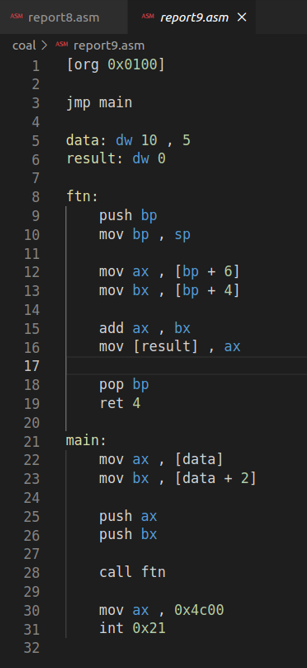 ASM report8.asm ASM report9.asm ×
coal > ASM report9.asm
1 [org 0x0100]
2
3 jmp main
4
5 data: dw 10 , 5
6 result: dw 0
7
8 ftn:
9 push bp
10 mov bp , sp
11
12 mov ax , [bp + 6]
13 mov bx , [bp + 4]
14
15 add ax , bx
16 mov [result] , ax
17
18 pop bp
19 ret 4
20
21 main:
22 mov ax , [data]
23 mov bx , [data + 2]
24
25 push ax
26 push bx
27
28 call ftn
29
30 mov ax , 0x4c00
31 int 0x21
32